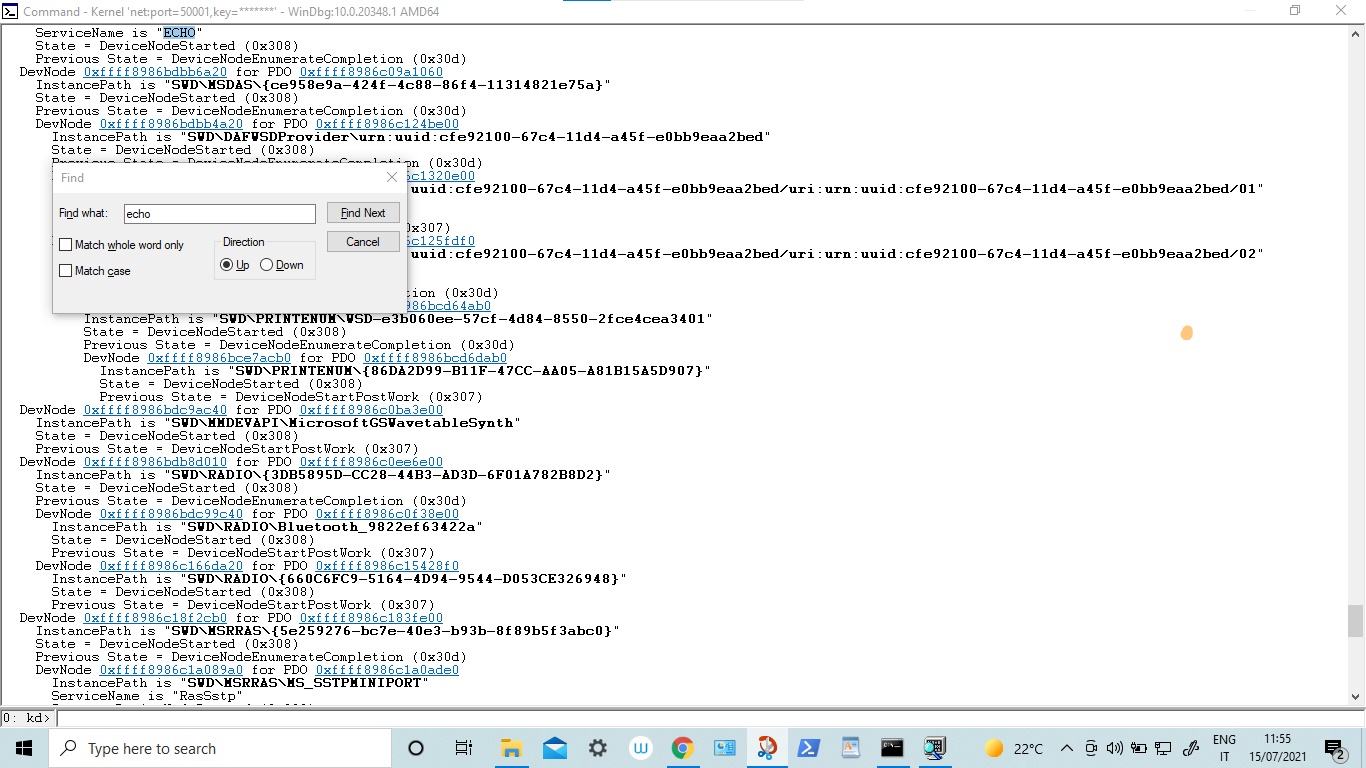 Command - Kernel 'net:port=50001,key=*******' - WinDbg:10.0.20348.1 AMD64
ServiceName is "ECHO"
State = DeviceNodeStarted (0x308)
Previous State = DeviceNodeEnumerateCompletion (0x30d)
DevNode 0xffff8986bdbb6a20 for PDO 0xffff8986c09a1060
InstancePath is "SWD\MSDAS\{ce958e9a-424f-4c88-86f4-11314821e75a}"
State = DeviceNodeStarted (0x308)
Previous State = DeviceNodeEnumerateCompletion (0x30d)
DevNode 0xffff8986bdbb4a20 for PDO 0xffff8986c124be00
InstancePath is "SWD\DAFWSDProvider\urn:uuid:cfe92100-67c4-11d4-a45f-e0bb9eaa2bed"
State = DeviceNodeStarted (0x308)
Previous State = DeviceNodeEnumerateCompletion (0x30d)
c1320e00
uuid:cfe92100-67c4-11d4-a45f-e0bb9eaa2bed/uri:urn:uuid:cfe92100-67c4-11d4-a45f-e0bb9eaa2bed/01"
0x307)
c125fdf0
uuid:cfe92100-67c4-11d4-a45f-e0bb9eaa2bed/uri:urn:uuid:cfe92100-67c4-11d4-a45f-e0bb9eaa2bed/02"
tion (0x30d)
986bcd64ab0
Find
Find what: echo Find Next
Match whole word only Direction Cancel
Match case Up Down
InstancePath is "SWD\PRINTENUM\WSD-e3b060ee-57cf-4d84-8550-2fce4cea3401"
State = DeviceNodeStarted (0x308)
Previous State = DeviceNodeEnumerateCompletion (0x30d)
DevNode 0xffff8986bce7acb0 for PDO 0xffff8986bcd6dab0
InstancePath is "SWD\PRINTENUM\{86DA2D99-B11F-47CC-AA05-A81B15A5D907}"
State = DeviceNodeStarted (0x308)
Previous State = DeviceNodeStartPostWork (0x307)
DevNode 0xffff8986bdc9ac40 for PDO 0xffff8986c0ba3e00
InstancePath is "SWD\MMDEVAPI\MicrosoftGSWavetableSynth"
State = DeviceNodeStarted (0x308)
Previous State = DeviceNodeStartPostWork (0x307)
DevNode 0xffff8986bdb8d010 for PDO 0xffff8986c0ee6e00
InstancePath is "SWD\RADIO\{3DB5895D-CC28-44B3-AD3D-6F01A782B8D2}"
State = DeviceNodeStarted (0x308)
Previous State = DeviceNodeEnumerateCompletion (0x30d)
DevNode 0xffff8986bdc99c40 for PDO 0xffff8986c0f38e00
InstancePath is "SWD\RADIO\Bluetooth_9822ef63422a"
State = DeviceNodeStarted (0x308)
Previous State = DeviceNodeStartPostWork (0x307)
DevNode 0xffff8986c166da20 for PDO 0xffff8986c15428f0
InstancePath is "SWD\RADIO\{660C6FC9-5164-4D94-9544-D053CE326948}"
State = DeviceNodeStarted (0x308)
Previous State = DeviceNodeStartPostWork (0x307)
DevNode 0xffff8986c18f2cb0 for PDO 0xffff8986c183fe00
InstancePath is "SWD\MSRRAS\{5e259276-bc7e-40e3-b93b-8f89b5f3abc0}"
State = DeviceNodeStarted (0x308)
Previous State = DeviceNodeEnumerateCompletion (0x30d)
DevNode 0xffff8986c1a089a0 for PDO 0xffff8986c1a0ade0
InstancePath is "SWD\MSRRAS\MS_SSTPMINIPORT"
ServiceName is "RasSstp"
0: kd>
Type here to search
22°C
ENG
IT
11:55
15/07/2021
2